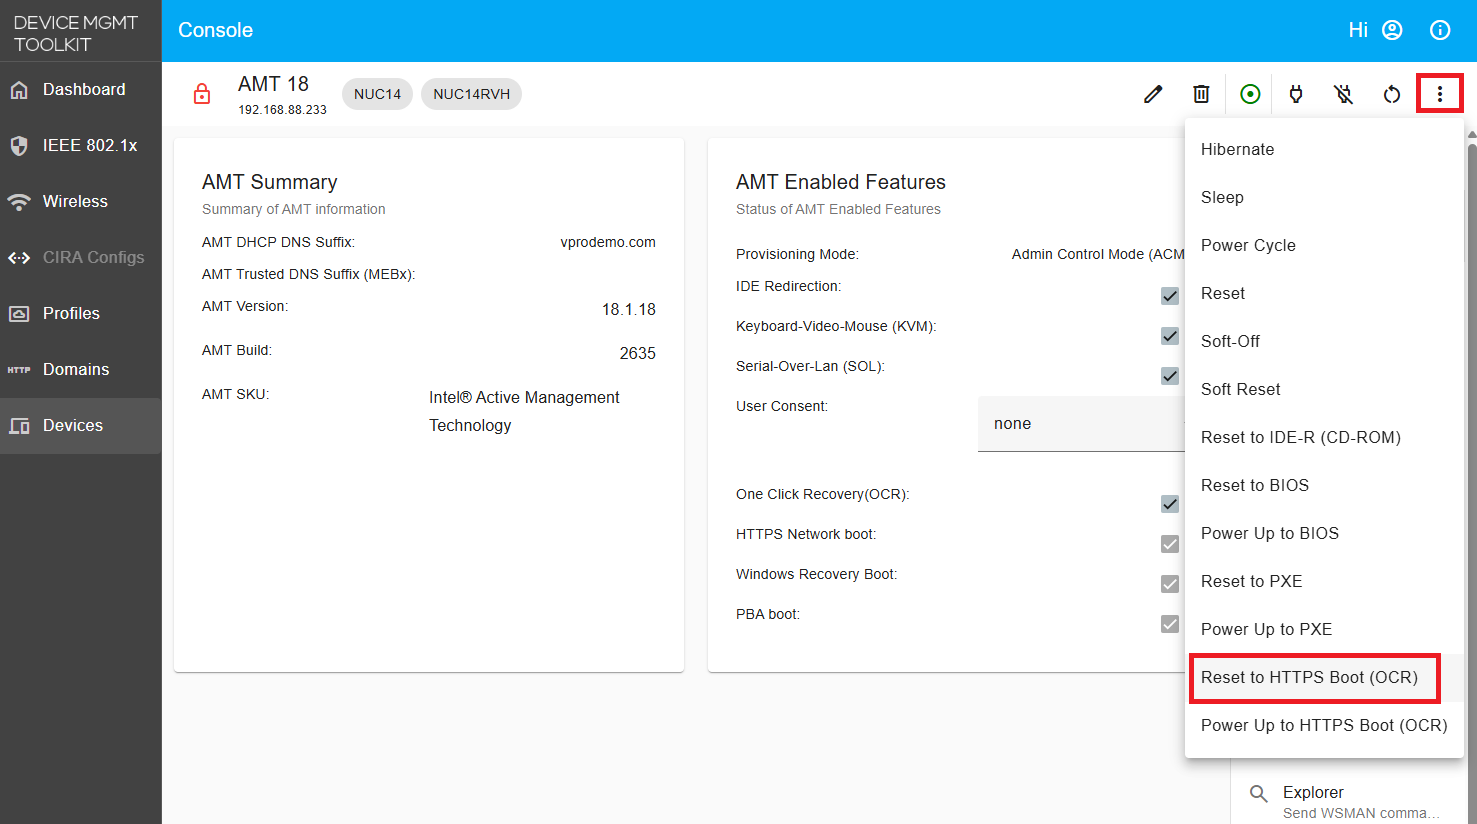 DEVICE MGMT
TOOLKIT
Console
Hi
Dashboard
IEEE 802.1x
Wireless
CIRA Configs
Profiles
HTTP Domains
Devices
AMT 18
192.168.88.233
NUC14
NUC14RVH
AMT Summary
Summary of AMT information
AMT DHCP DNS Suffix: vprodemo.com
AMT Trusted DNS Suffix (MEBx):
AMT Version: 18.1.18
AMT Build: 2635
AMT SKU: Intel® Active Management
Technology
AMT Enabled Features
Status of AMT Enabled Features
Provisioning Mode: Admin Control Mode (ACM
IDE Redirection:
Keyboard-Video-Mouse (KVM):
Serial-Over-Lan (SOL):
User Consent: none
One Click Recovery(OCR):
HTTPS Network boot:
Windows Recovery Boot:
PBA boot:
Hibernate
Sleep
Power Cycle
Reset
Soft-Off
Soft Reset
Reset to IDE-R (CD-ROM)
Reset to BIOS
Power Up to BIOS
Reset to PXE
Power Up to PXE
Reset to HTTPS Boot (OCR)
Power Up to HTTPS Boot (OCR)
Explorer
Send WSMAN comma...